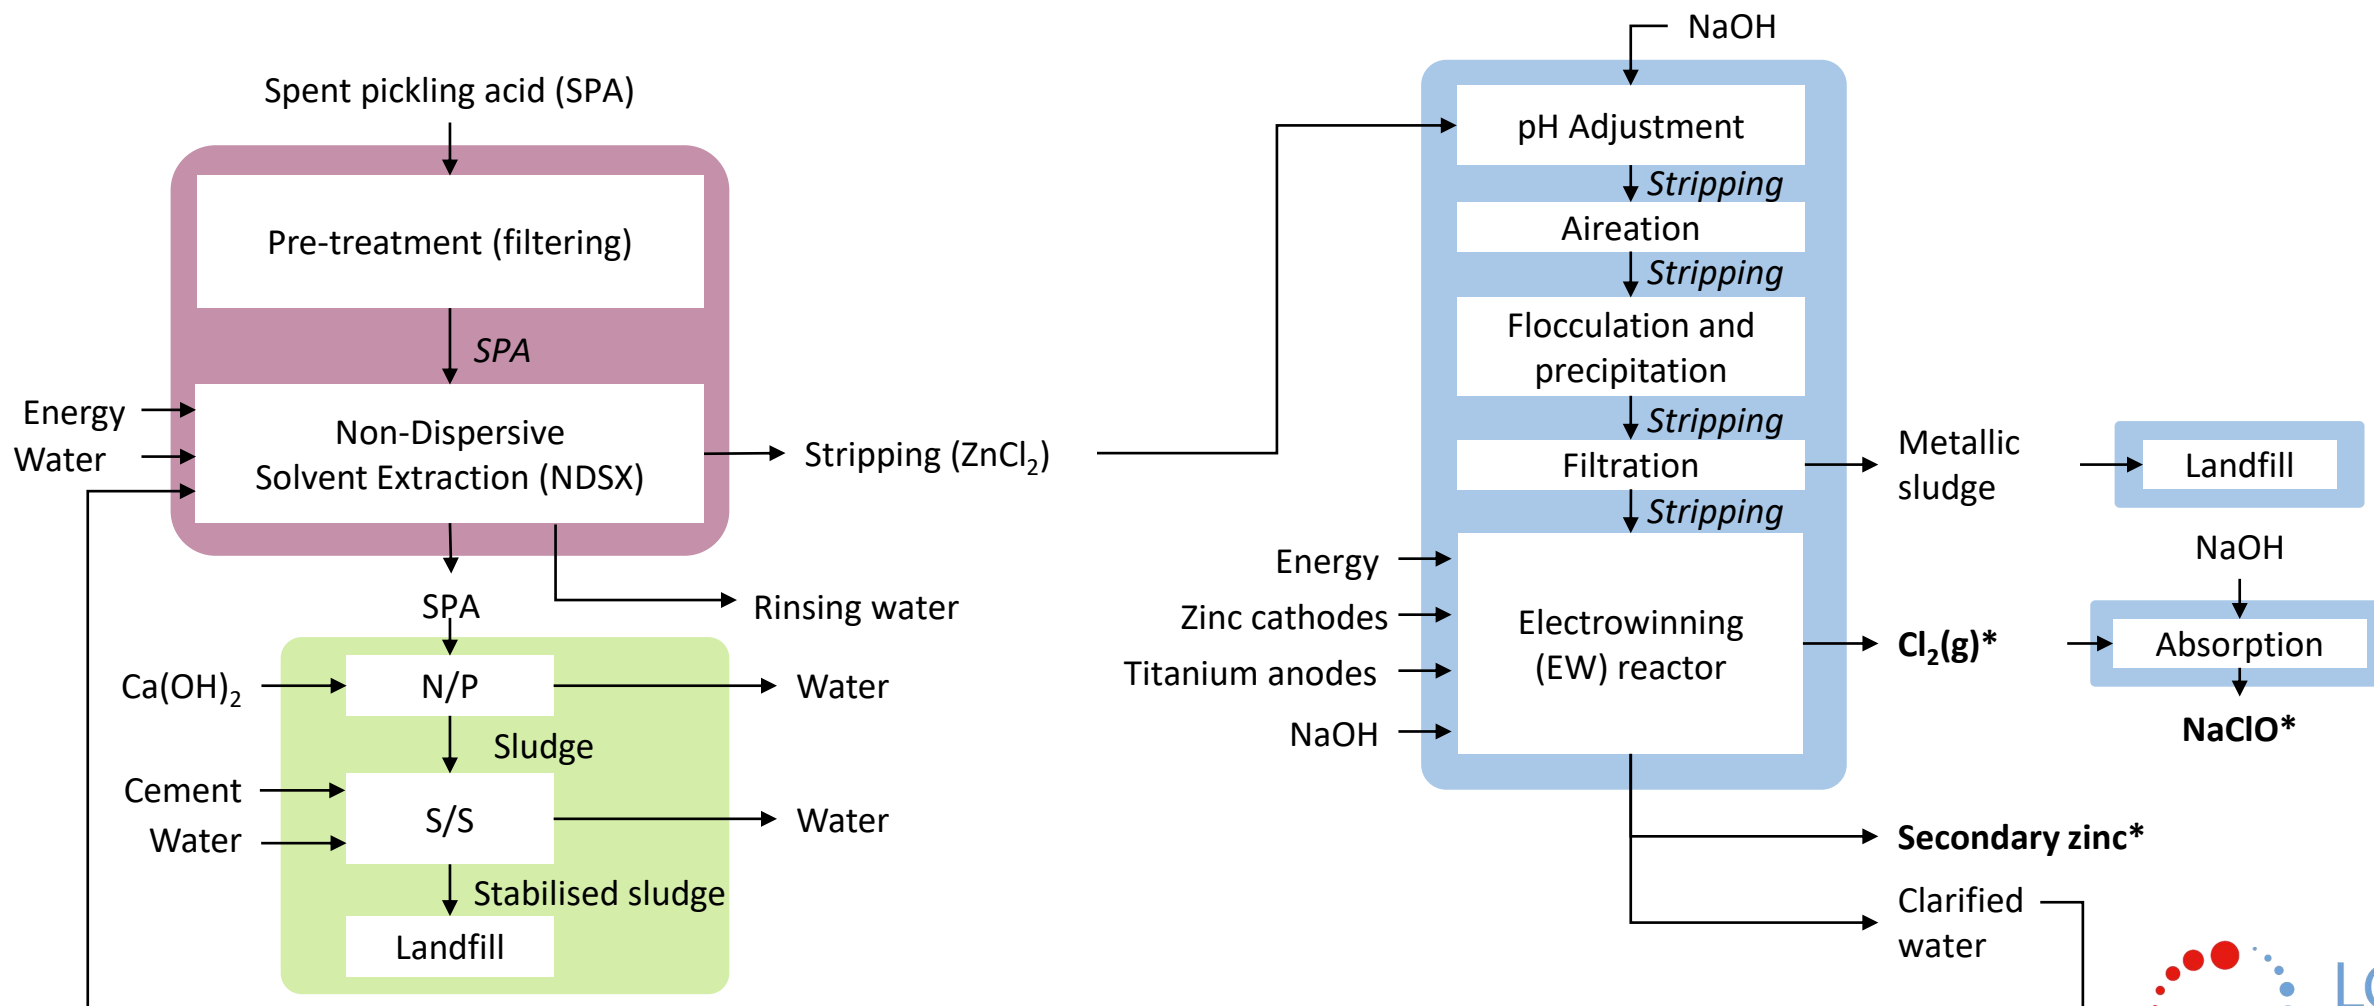 NaOH
Spent pickling acid (SPA)
pH Adjustment
Stripping
Pre-treatment (filtering)
Aireation
Stripping
SPA
Flocculation and
precipitation
Energy
Water
Non-Dispersive
Solvent Extraction (NDSX)
Stripping (ZnCl₂)
Stripping
Filtration
Metallic
sludge
Landfill
Stripping
NaOH
Energy
SPA
Rinsing water
Zinc cathodes
Electrowinning
(EW) reactor
Cl₂(g)*
Absorption
Titanium anodes
Ca(OH)₂
N/P
Water
NaOH
NaClO*
Sludge
Cement
Water
S/S
Water
Secondary zinc*
Stabilised sludge
Clarified
water
Landfill